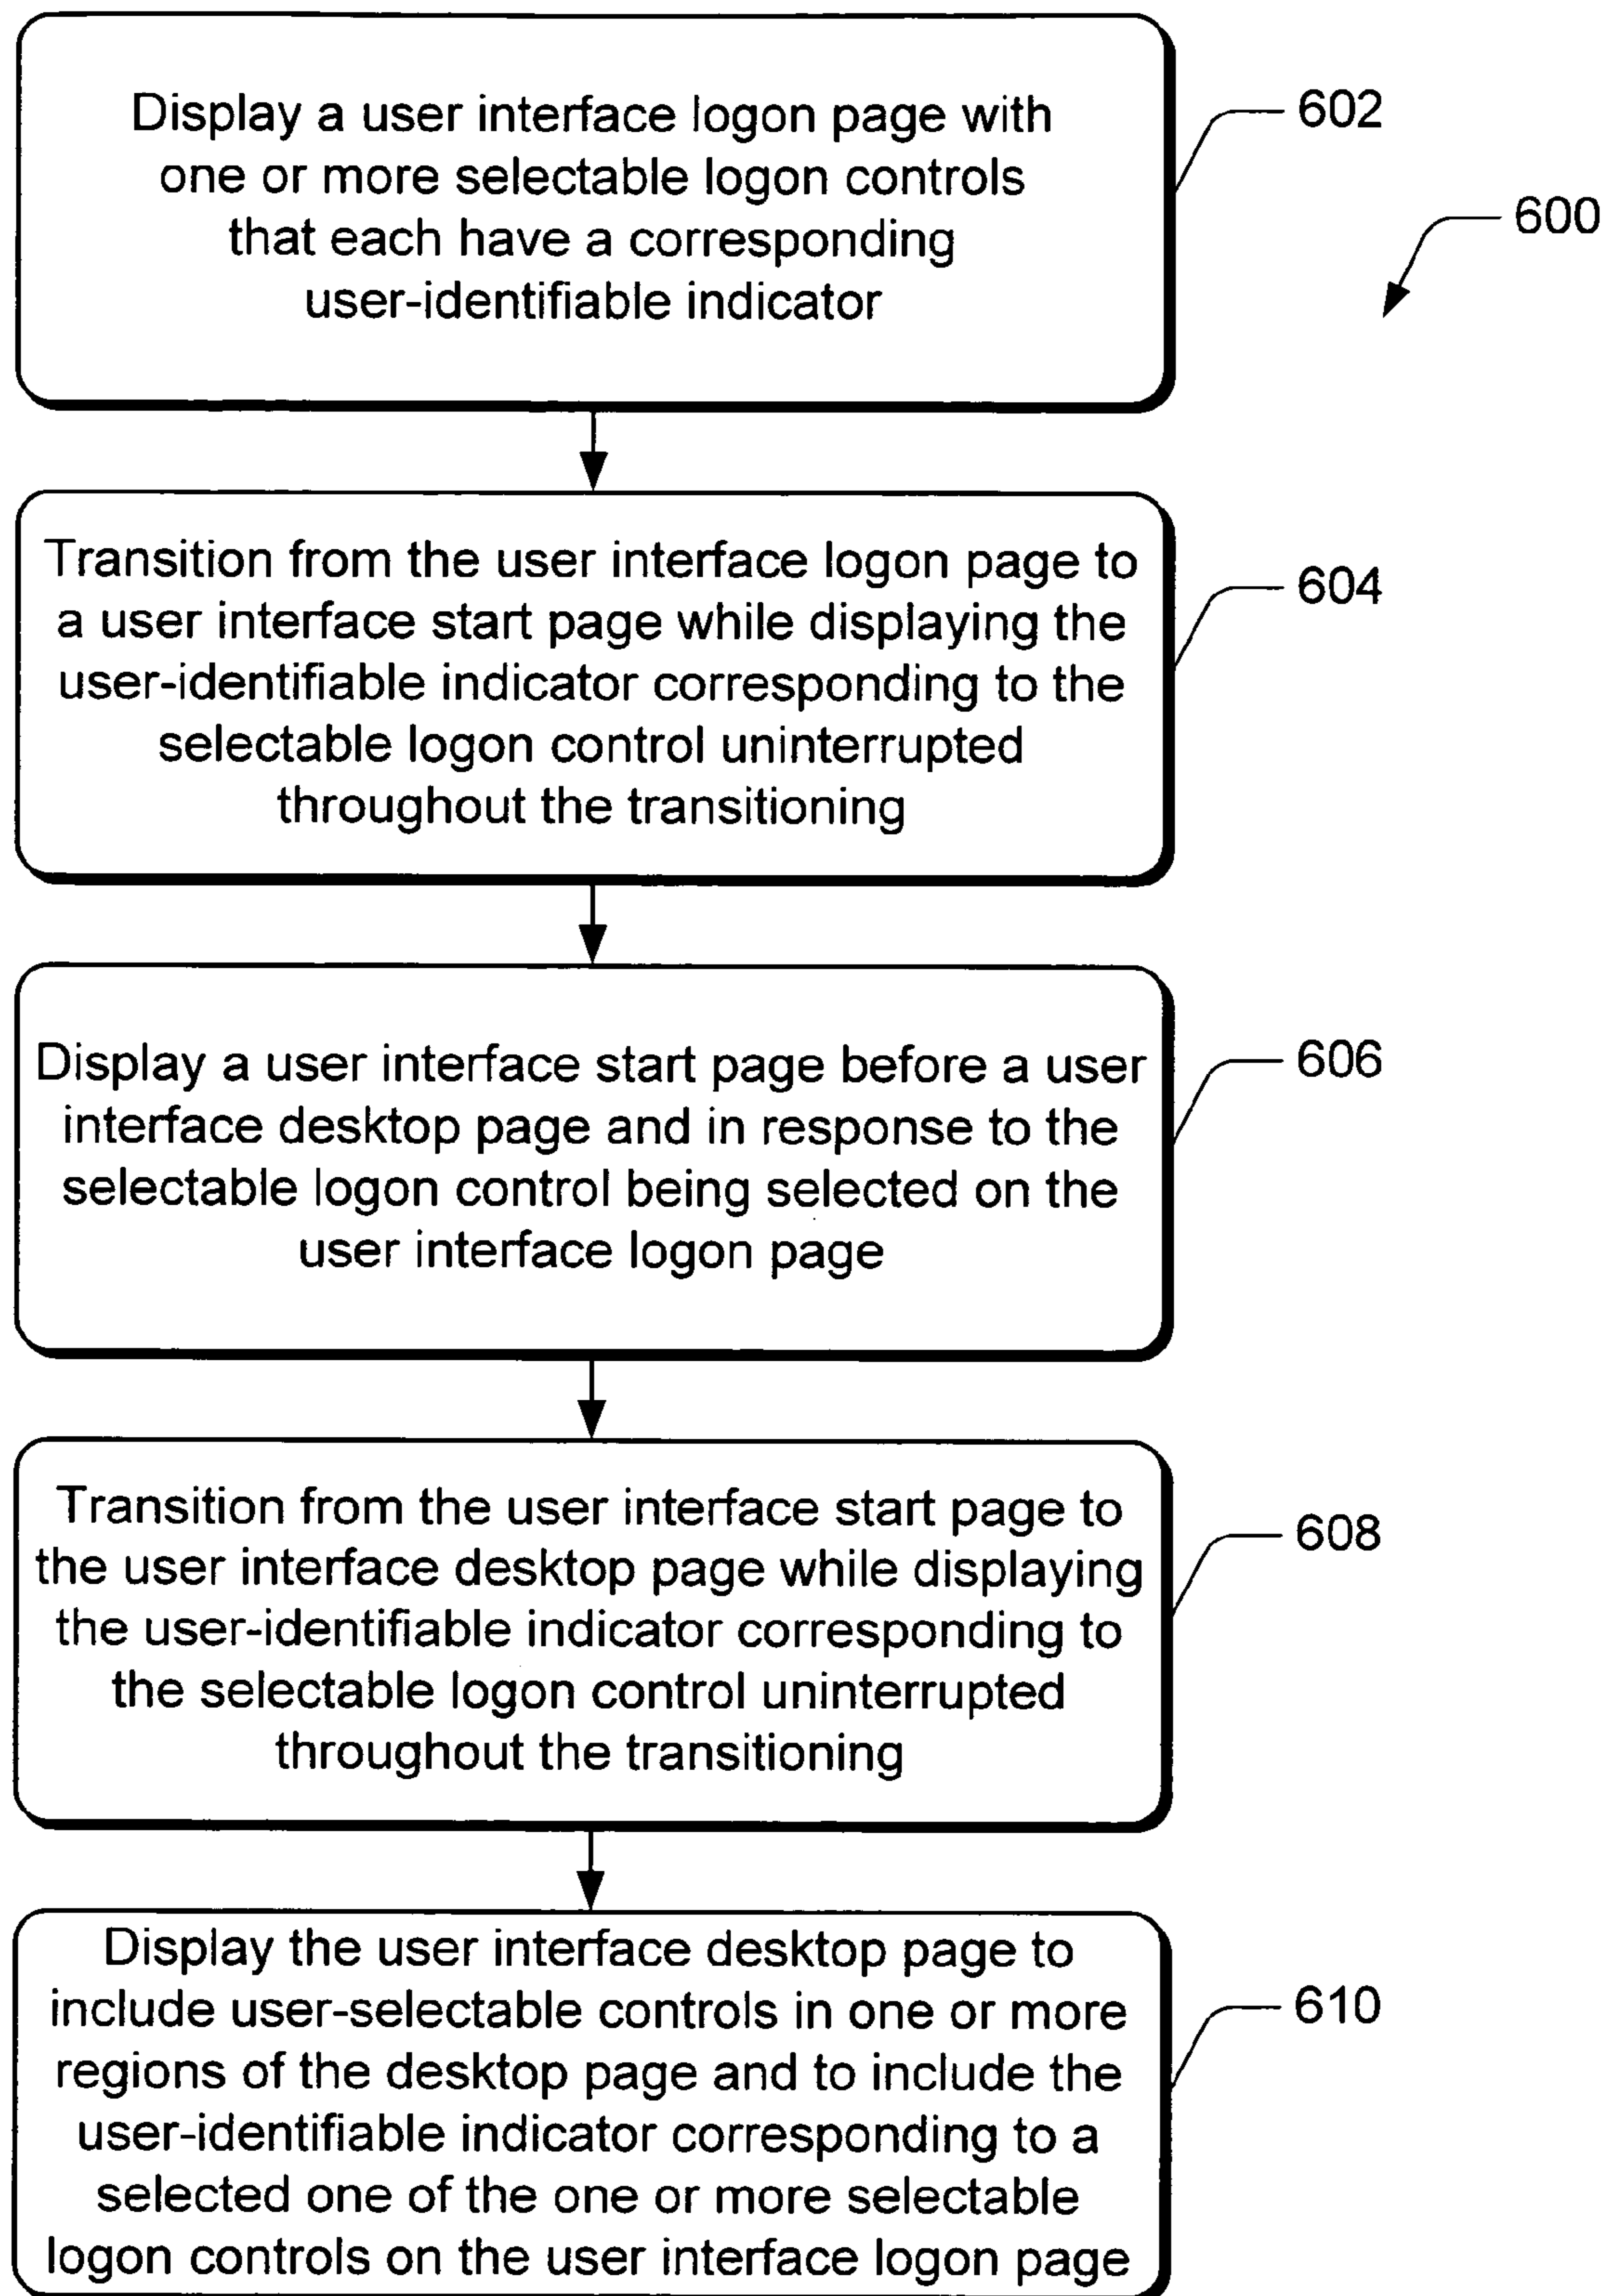 Display a user interface logon page with
one or more selectable logon controls
that each have a corresponding
user-identifiable indicator
602
600
Transition from the user interface logon page to
a user interface start page while displaying the
user-identifiable indicator corresponding to the
selectable logon control uninterrupted
throughout the transitioning
604
Display a user interface start page before a user
interface desktop page and in response to the
selectable logon control being selected on the
user interface logon page
606
Transition from the user interface start page to
the user interface desktop page while displaying
the user-identifiable indicator corresponding to
the selectable logon control uninterrupted
throughout the transitioning
608
Display the user interface desktop page to
include user-selectable controls in one or more
regions of the desktop page and to include the
user-identifiable indicator corresponding to a
selected one of the one or more selectable
logon controls on the user interface logon page
610